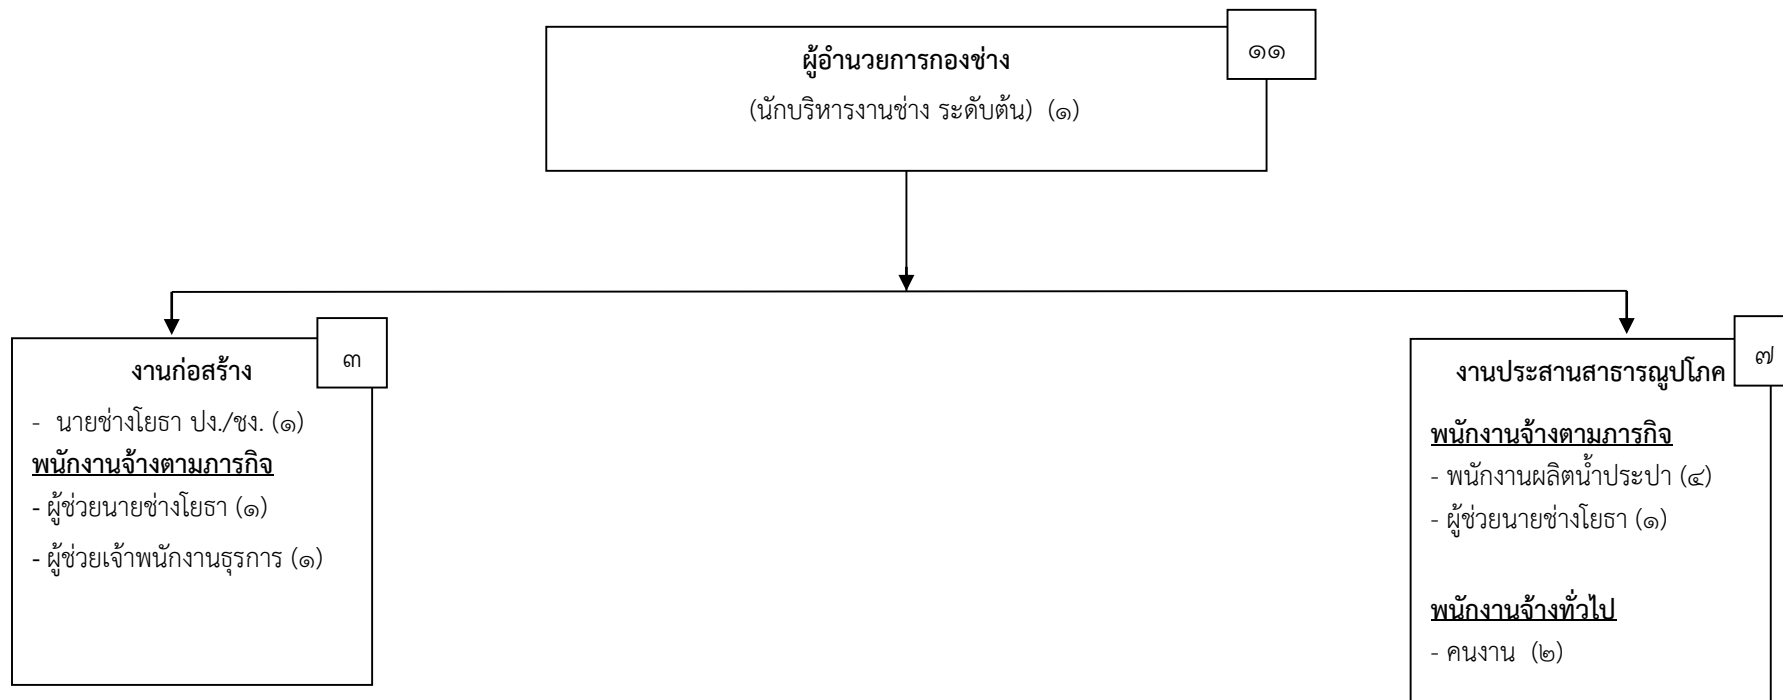 ๑๑
ผู้อำนวยการกองช่าง
(นักบริหารงานช่าง ระดับต้น) (๑)
๓
งานก่อสร้าง
- นายช่างโยธา ปง./ชง. (๑)
พนักงานจ้างตามภารกิจ
- ผู้ช่วยนายช่างโยธา (๑)
- ผู้ช่วยเจ้าพนักงานธุรการ (๑)
๗
งานประสานสาธารณูปโภค
พนักงานจ้างตามภารกิจ
- พนักงานผลิตน้ำประปา (๔)
- ผู้ช่วยนายช่างโยธา (๑)
พนักงานจ้างทั่วไป
- คนงาน (๒)